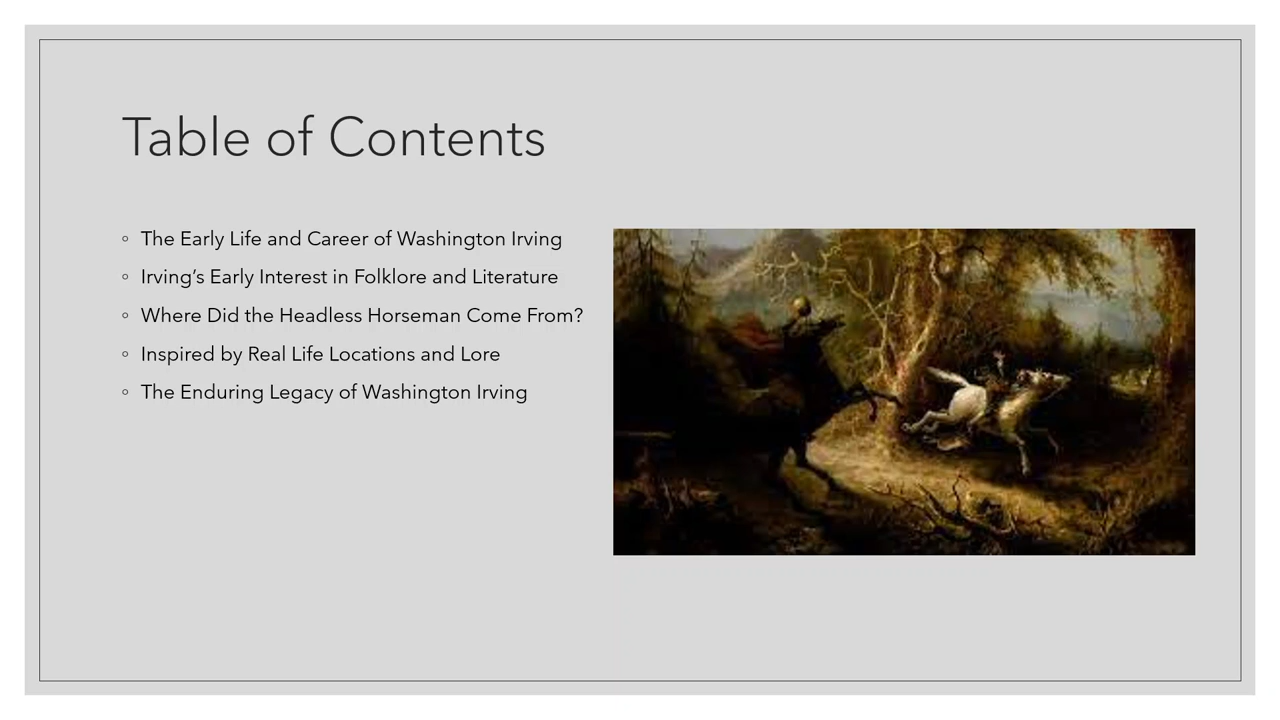 Table of Contents
◦ The Early Life and Career of Washington Irving
◦ Irving’s Early Interest in Folklore and Literature
◦ Where Did the Headless Horseman Come From?
◦ Inspired by Real Life Locations and Lore
◦ The Enduring Legacy of Washington Irving